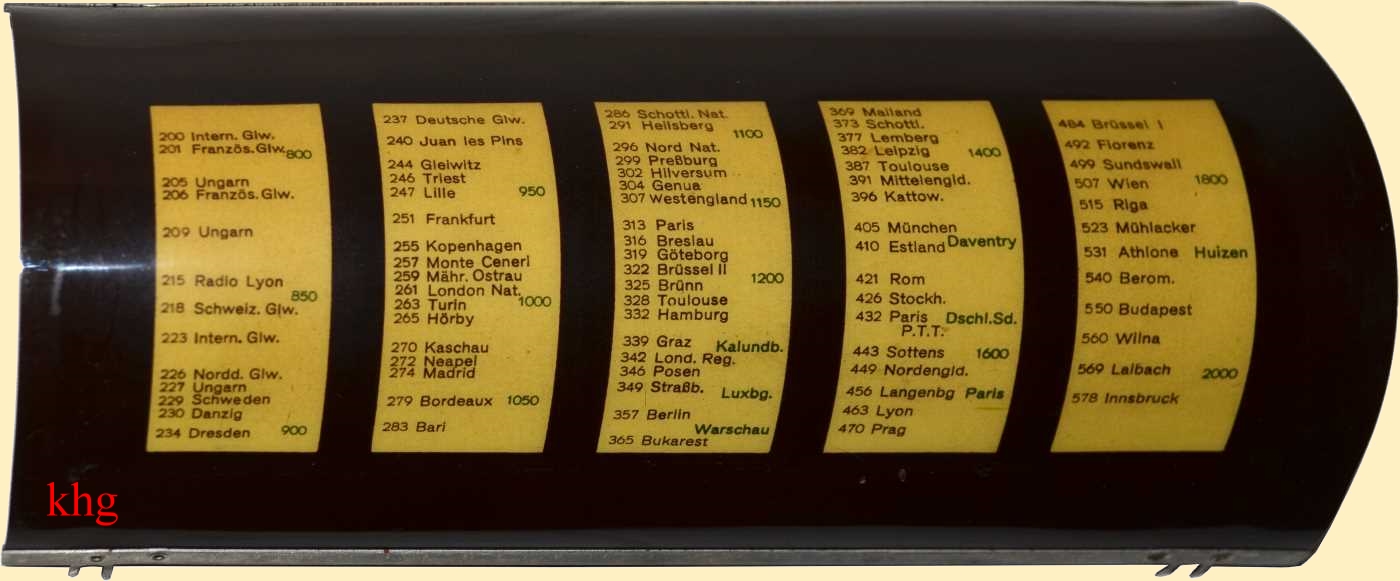 200 Intern. Glw.
201 Französ.Glw. 800
205 Ungarn
206 Französ. Glw.
209 Ungarn
215 Radio Lyon
850
218 Schweiz. Glw.
223 Intern. Glw.
226 Nordd. Glw.
227 Ungarn
229 Schweden
230 Danzig
234 Dresden 900
237 Deutsche Glw.
240 Juan les Pins
244 Gleiwitz
246 Triest
247 Lille 950
251 Frankfurt
255 Kopenhagen
257 Monte Ceneri
259 Mähr. Ostrau
261 London Nat.
263 Turin 1000
265 Hörby
270 Kaschau
272 Neapel
274 Madrid
279 Bordeaux 1050
283 Bari
286 Schottl. Nat.
291 Heilsberg
1100
296 Nord Nat.
299 Preßburg
302 Hilversum
304 Genua
307 Westengland 1150
313 Paris
316 Breslau
319 Göteborg
322 Brüssel II
325 Brünn 1200
328 Toulouse
332 Hamburg
339 Graz Kalundb.
342 Lond. Reg.
346 Posen
349 Straßb. Luxbg.
357 Berlin
Warschau
365 Bukarest
369 Mailand
373 Schottl.
377 Lemberg
382 Leipzig 1400
387 Toulouse
391 Mittelengld.
396 Kattow.
405 München
410 Estland Daventry
421 Rom
426 Stockh.
432 Paris Dschl.Sd.
P.T.T.
443 Sottens 1600
449 Nordengld.
456 Langenbg Paris
463 Lyon
470 Prag
484 Brüssel I
492 Florenz
499 Sundswall
507 Wien 1800
515 Riga
523 Mühlacker
531 Athlone Huizen
540 Berom.
550 Budapest
560 Wilna
569 Laibach 2000
578 Innsbruck
khg